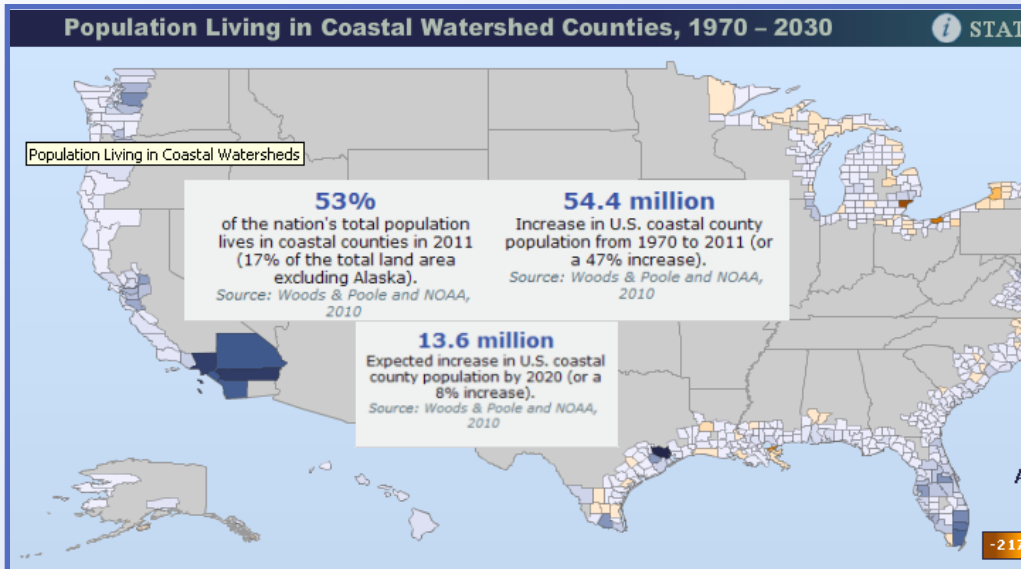 Population Living in Coastal Watershed Counties, 1970 – 2030
i STAT
Population Living in Coastal Watersheds
53%
of the nation's total population
lives in coastal counties in 2011
(17% of the total land area
excluding Alaska).
Source: Woods & Poole and NOAA,
2010
54.4 million
Increase in U.S. coastal county
population from 1970 to 2011 (or
a 47% increase).
Source: Woods & Poole and NOAA,
2010
13.6 million
Expected increase in U.S. coastal
county population by 2020 (or a
8% increase).
Source: Woods & Poole and NOAA,
2010
-217